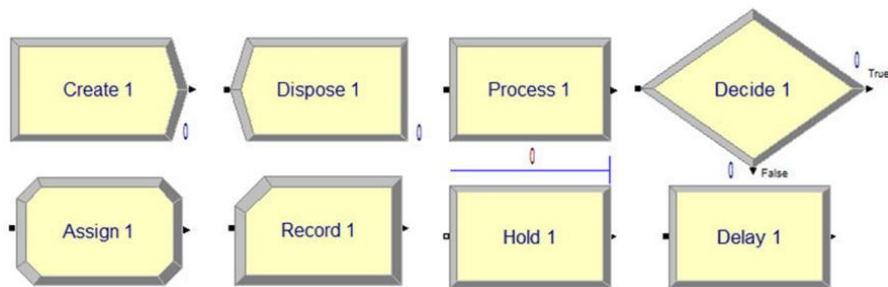 Create 1
0
Dispose 1
0
Process 1
Decide 1
0
True
0
False
Assign 1
Record 1
0
Hold 1
Delay 1